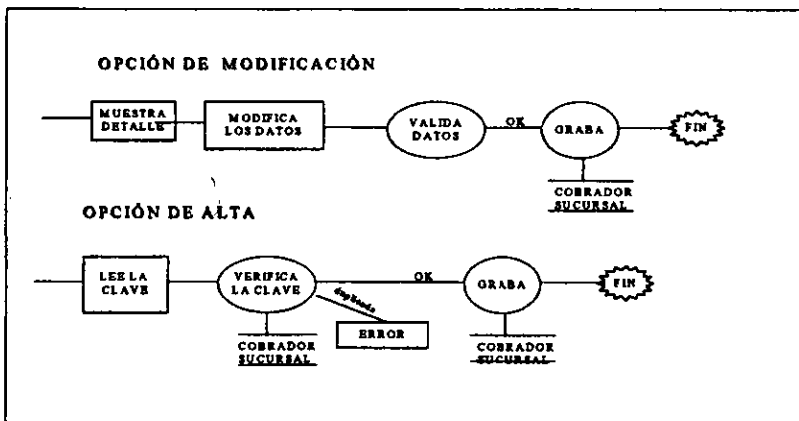 OPCIÓN DE MODIFICACIÓN
MUESTRA
DETALLE
MODIFICA
LOS DATOS
VALIDA
DATOS
OK
GRABA
FIN
COBRADOR
SUCURSAL
OPCIÓN DE ALTA
LEE LA
CLAVE
VERIFICA
LA CLAVE
duplicada
OK
GRABA
FIN
ERROR
COBRADOR
SUCURSAL
COBRADOR
SUCURSAL